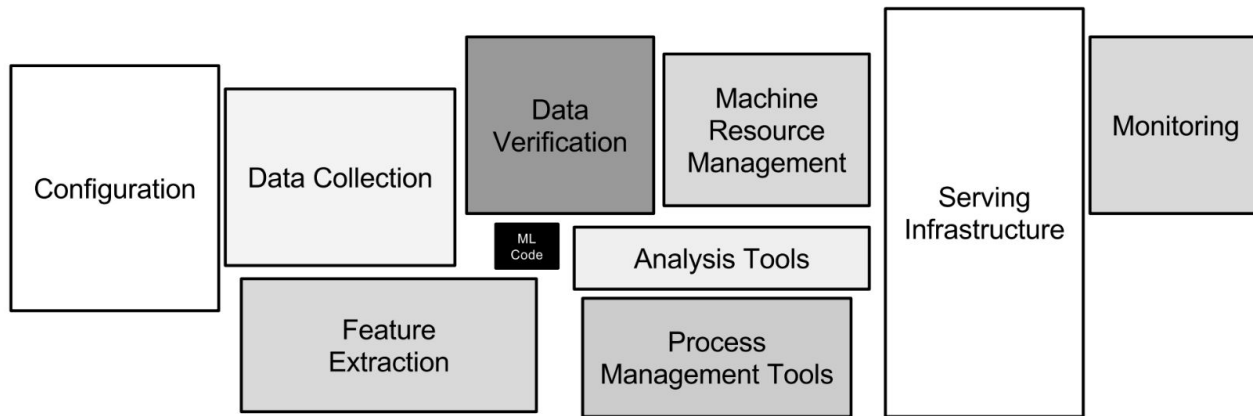 Configuration
Data Collection
Data
Verification
Machine
Resource
Management
Monitoring
Serving
Infrastructure
ML
Code
Analysis Tools
Feature
Extraction
Process
Management Tools